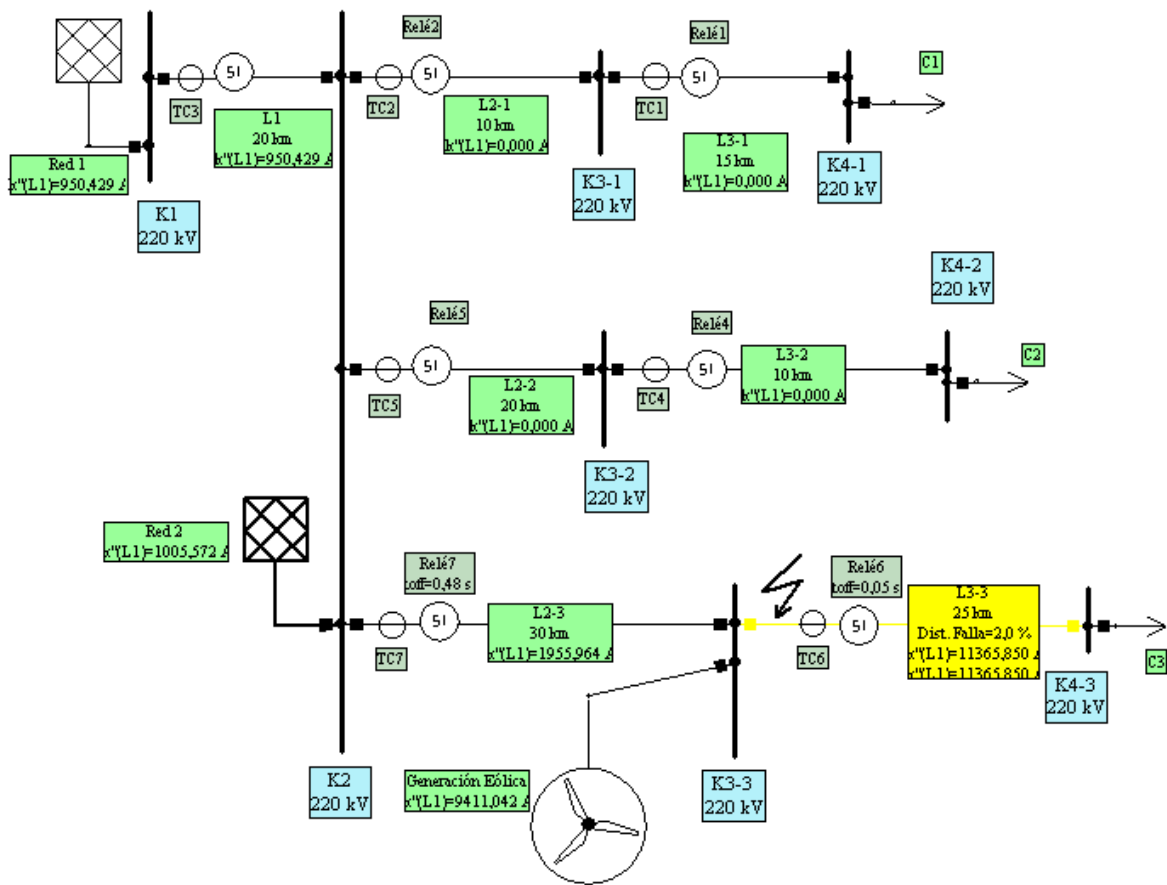 Relé2
Relé1
51
51
51
C1
TC3
TC2
TC1
L1
20 km
k"(L1)=950,429 A
L2-1
10 km
k"(L1)=0,000 A
L3-1
15 km
k"(L1)=0,000 A
Red 1
k"(L1)=950,429 A
K1
220 kV
K3-1
220 kV
K4-1
220 kV
K4-2
220 kV
Relé5
Relé4
51
51
L3-2
10 km
k"(L1)=0,000 A
C2
TC5
L2-2
20 km
k"(L1)=0,000 A
TC4
K3-2
220 kV
Red 2
k"(L1)=1005,572 A
Relé7
toff=0,48 s
Relé6
toff=0,05 s
51
51
L2-3
30 km
k"(L1)=1955,964 A
L3-3
25 km
Dist. Falla=2,0 %
k"(L1)=11365,850 A
k"(L1)=11365,850 A
TC7
TC6
C3
K4-3
220 kV
K2
220 kV
Generación Eólica
k"(L1)=9411,042 A
K3-3
220 kV